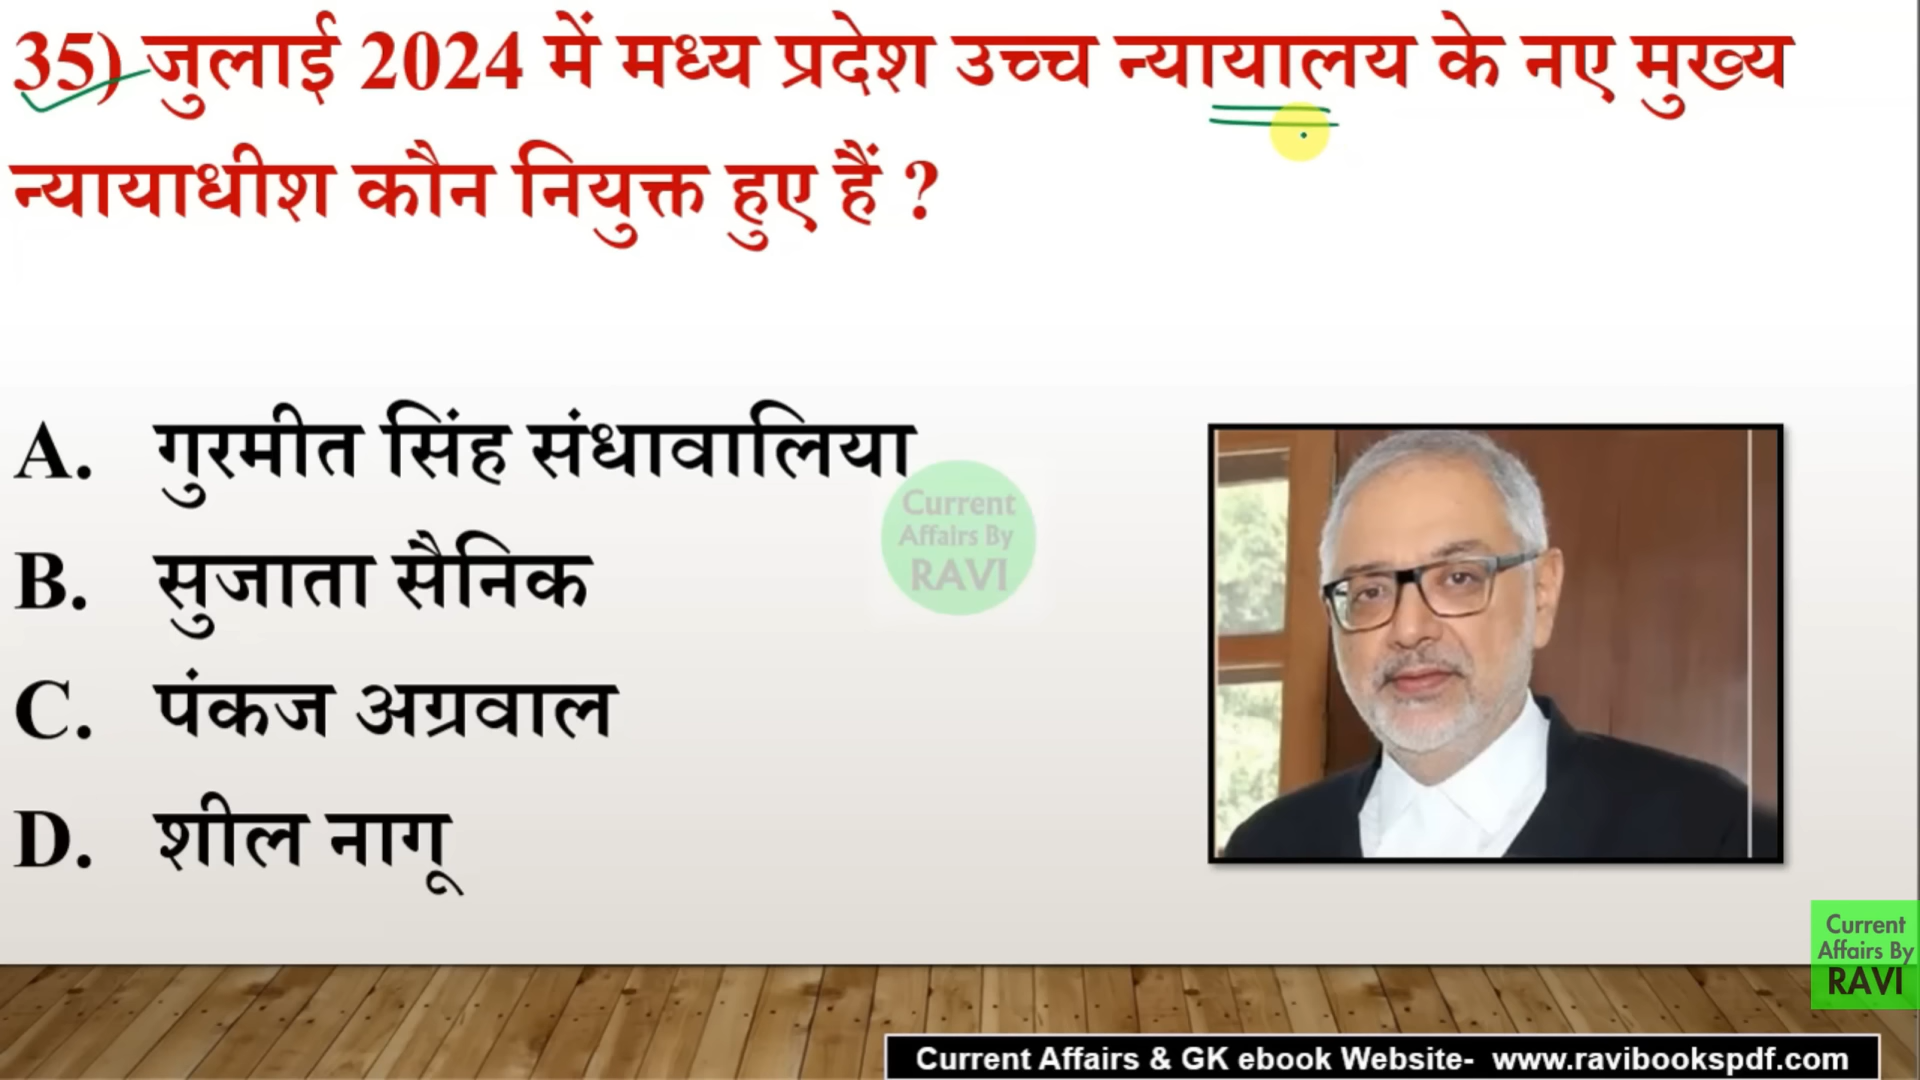 35) जुलाई 2024 में मध्य प्रदेश उच्च न्यायालय के नए मुख्य
न्यायाधीश कौन नियुक्त हुए हैं ?
A. गुरमीत सिंह संधावालिया
B. सुजाता सैनिक
C. पंकज अग्रवाल
D. शील नागू
Current
Affairs By
RAVI
Current
Affairs By
RAVI
Current Affairs & GK ebook Website- www.ravibookspdf.com